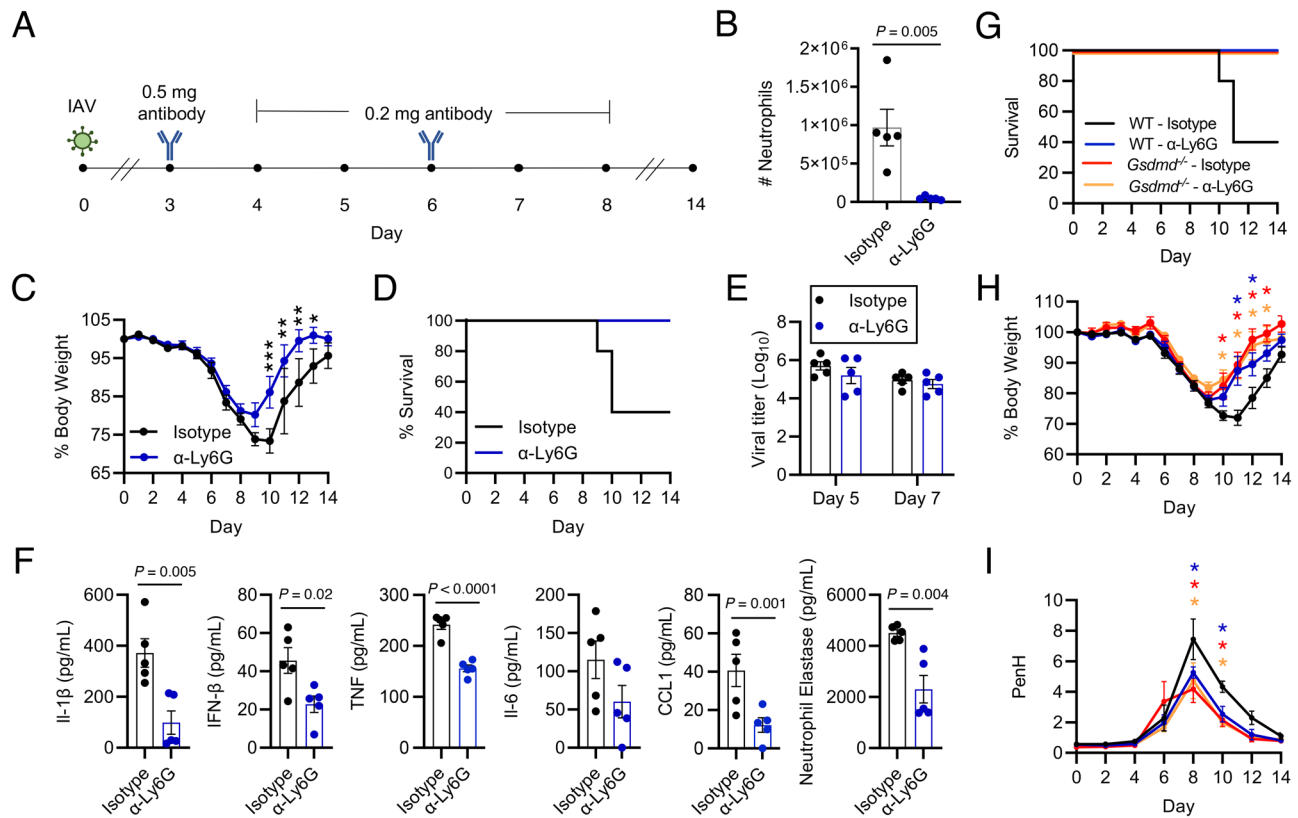 A
IAV
0.5 mg
antibody
0.2 mg antibody
0 3 4 5 6 7 8 14
Day
B
P = 0.005
# Neutrophils
2×10⁶
1×10⁶
1×10⁶
5×10⁵
0
Isotype
α-Ly6G
G
Survival
100
80
60
40
20
0
WT - Isotype
WT - α-Ly6G
Gsdmd⁺/⁻ - Isotype
Gsdmd⁺/⁻ - α-Ly6G
0 2 4 6 8 10 12 14
Day
C
% Body Weight
105
95
85
75
65
*** ** ** *
Isotype
α-Ly6G
0 2 4 6 8 10 12 14
Day
D
% Survival
100
80
60
40
20
0
Isotype
α-Ly6G
0 2 4 6 8 10 12 14
Day
E
Viral titer (Log₁₀)
8
6
4
2
0
Isotype
α-Ly6G
Day 5 Day 7
H
% Body Weight
110
100
90
80
70
60
* * * *
* * * *
* *
0 2 4 6 8 10 12 14
Day
F
Il-1β (pg/mL)
600
400
200
0
P = 0.005
Isotype
α-Ly6G
IFN-β (pg/mL)
80
60
40
20
0
P = 0.02
Isotype
α-Ly6G
TNF (pg/mL)
300
200
100
0
P < 0.0001
Isotype
α-Ly6G
Il-6 (pg/mL)
200
150
100
50
0
Isotype
α-Ly6G
CCL1 (pg/mL)
80
60
40
20
0
P = 0.001
Isotype
α-Ly6G
Neutrophil Elastase (pg/mL)
6000
4000
2000
0
P = 0.004
Isotype
α-Ly6G
I
PenH
10
8
6
4
2
0
* *
* *
* *
0 2 4 6 8 10 12 14
Day